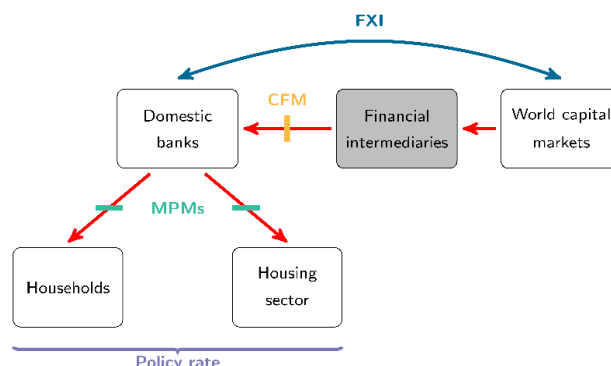 FXI
CFM
Domestic
banks
Financial
intermediaries
World capital
markets
MPMs
Households
Housing
sector
Policy rate